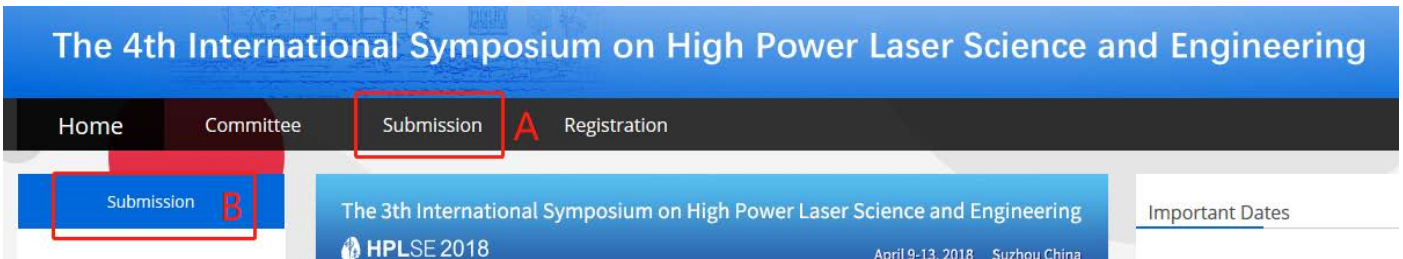 The 4th International Symposium on High Power Laser Science and Engineering
Home Committee Submission A Registration
Submission B
The 3th International Symposium on High Power Laser Science and Engineering
HPLSE 2018
April 9-13, 2018 Suzhou China
Important Dates